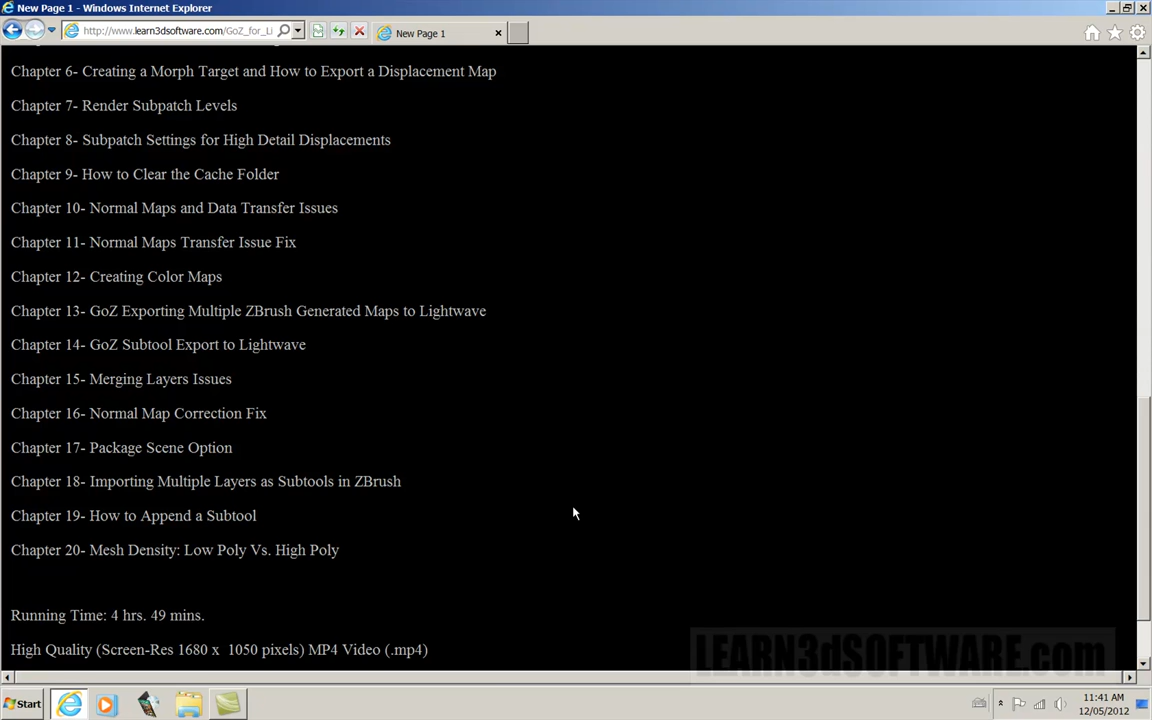 New Page 1 - Windows Internet Explorer
http://www.learn3dsoftware.com/GoZ_for_Li
New Page 1
Chapter 6- Creating a Morph Target and How to Export a Displacement Map
Chapter 7- Render Subpatch Levels
Chapter 8- Subpatch Settings for High Detail Displacements
Chapter 9- How to Clear the Cache Folder
Chapter 10- Normal Maps and Data Transfer Issues
Chapter 11- Normal Maps Transfer Issue Fix
Chapter 12- Creating Color Maps
Chapter 13- GoZ Exporting Multiple ZBrush Generated Maps to Lightwave
Chapter 14- GoZ Subtool Export to Lightwave
Chapter 15- Merging Layers Issues
Chapter 16- Normal Map Correction Fix
Chapter 17- Package Scene Option
Chapter 18- Importing Multiple Layers as Subtools in ZBrush
Chapter 19- How to Append a Subtool
Chapter 20- Mesh Density: Low Poly Vs. High Poly
Running Time: 4 hrs. 49 mins.
High Quality (Screen-Res 1680 x 1050 pixels) MP4 Video (.mp4)
LEARN3dSOFTWARE.com
Start
11:41 AM
12/05/2012